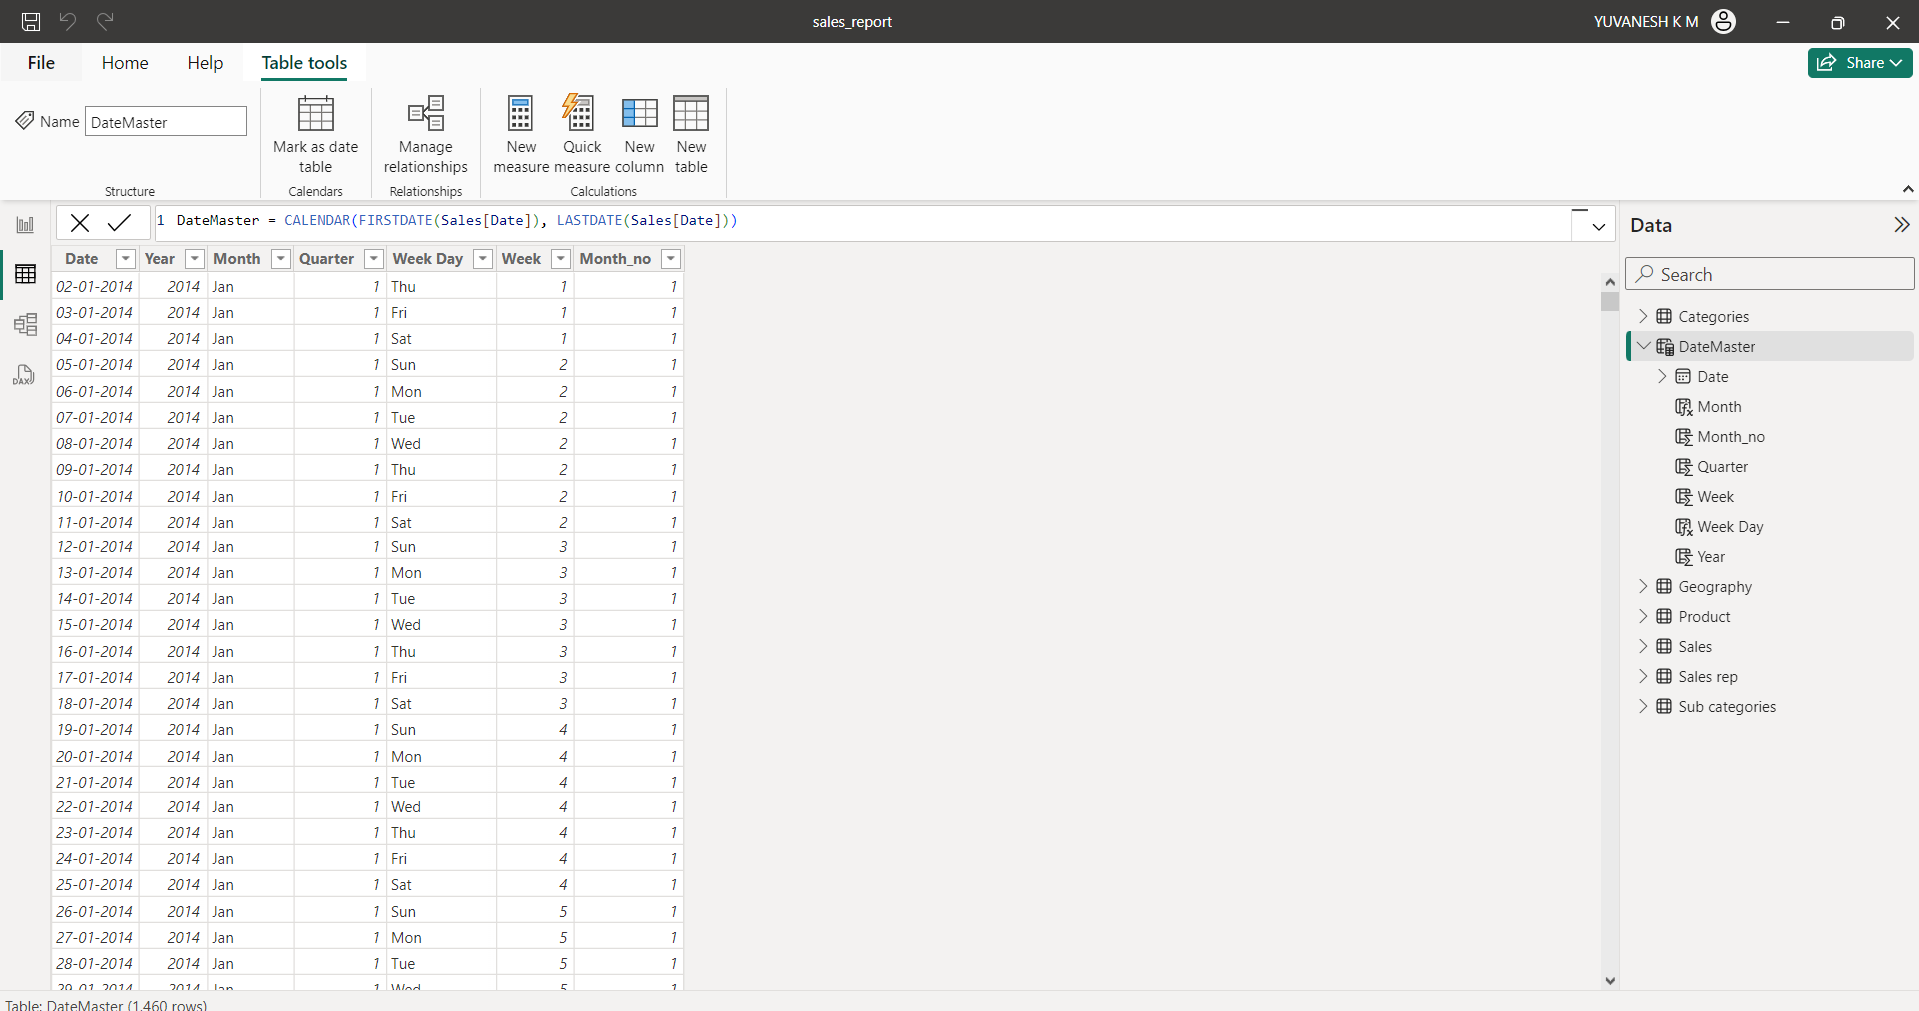 sales_report
YUVANESH K M
File Home Help Table tools
Share
Name DateMaster
Mark as date table
Manage relationships
New measure
Quick measure
New column
New table
Structure Calendars Relationships Calculations
1 DateMaster = CALENDAR(FIRSTDATE(Sales[Date]), LASTDATE(Sales[Date]))
Date Year Month Quarter Week Day Week Month_no
02-01-2014 2014 Jan 1 Thu 1 1
03-01-2014 2014 Jan 1 Fri 1 1
04-01-2014 2014 Jan 1 Sat 1 1
05-01-2014 2014 Jan 1 Sun 2 1
06-01-2014 2014 Jan 1 Mon 2 1
07-01-2014 2014 Jan 1 Tue 2 1
08-01-2014 2014 Jan 1 Wed 2 1
09-01-2014 2014 Jan 1 Thu 2 1
10-01-2014 2014 Jan 1 Fri 2 1
11-01-2014 2014 Jan 1 Sat 2 1
12-01-2014 2014 Jan 1 Sun 3 1
13-01-2014 2014 Jan 1 Mon 3 1
14-01-2014 2014 Jan 1 Tue 3 1
15-01-2014 2014 Jan 1 Wed 3 1
16-01-2014 2014 Jan 1 Thu 3 1
17-01-2014 2014 Jan 1 Fri 3 1
18-01-2014 2014 Jan 1 Sat 3 1
19-01-2014 2014 Jan 1 Sun 4 1
20-01-2014 2014 Jan 1 Mon 4 1
21-01-2014 2014 Jan 1 Tue 4 1
22-01-2014 2014 Jan 1 Wed 4 1
23-01-2014 2014 Jan 1 Thu 4 1
24-01-2014 2014 Jan 1 Fri 4 1
25-01-2014 2014 Jan 1 Sat 4 1
26-01-2014 2014 Jan 1 Sun 5 1
27-01-2014 2014 Jan 1 Mon 5 1
28-01-2014 2014 Jan 1 Tue 5 1
29-01-2014 2014 Jan 1 Wed 5 1
Table: DateMaster (1,460 rows)
DAX
Data
Search
Categories
DateMaster
Date
Month
Month_no
Quarter
Week
Week Day
Year
Geography
Product
Sales
Sales rep
Sub categories